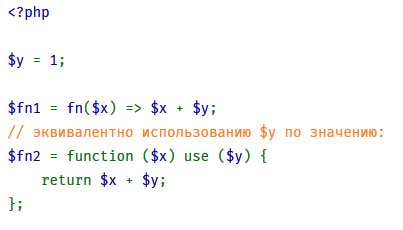 <?php
$y = 1;
$fn1 = fn($x) => $x + $y;
// эквивалентно использованию $y по значению:
$fn2 = function ($x) use ($y) {
    return $x + $y;
};